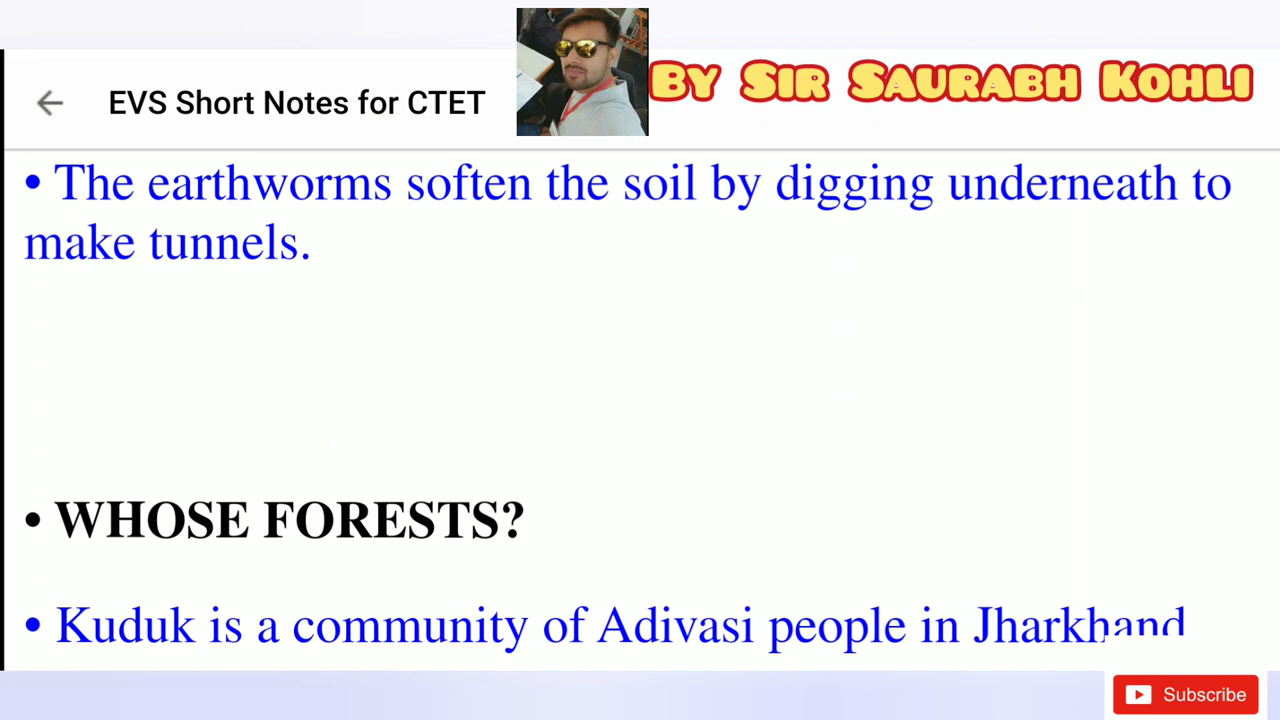 EVS Short Notes for CTET
By Sir Saurabh Kohli
• The earthworms soften the soil by digging underneath to
make tunnels.
• WHOSE FORESTS?
• Kuduk is a community of Adivasi people in Jharkhand
Subscribe